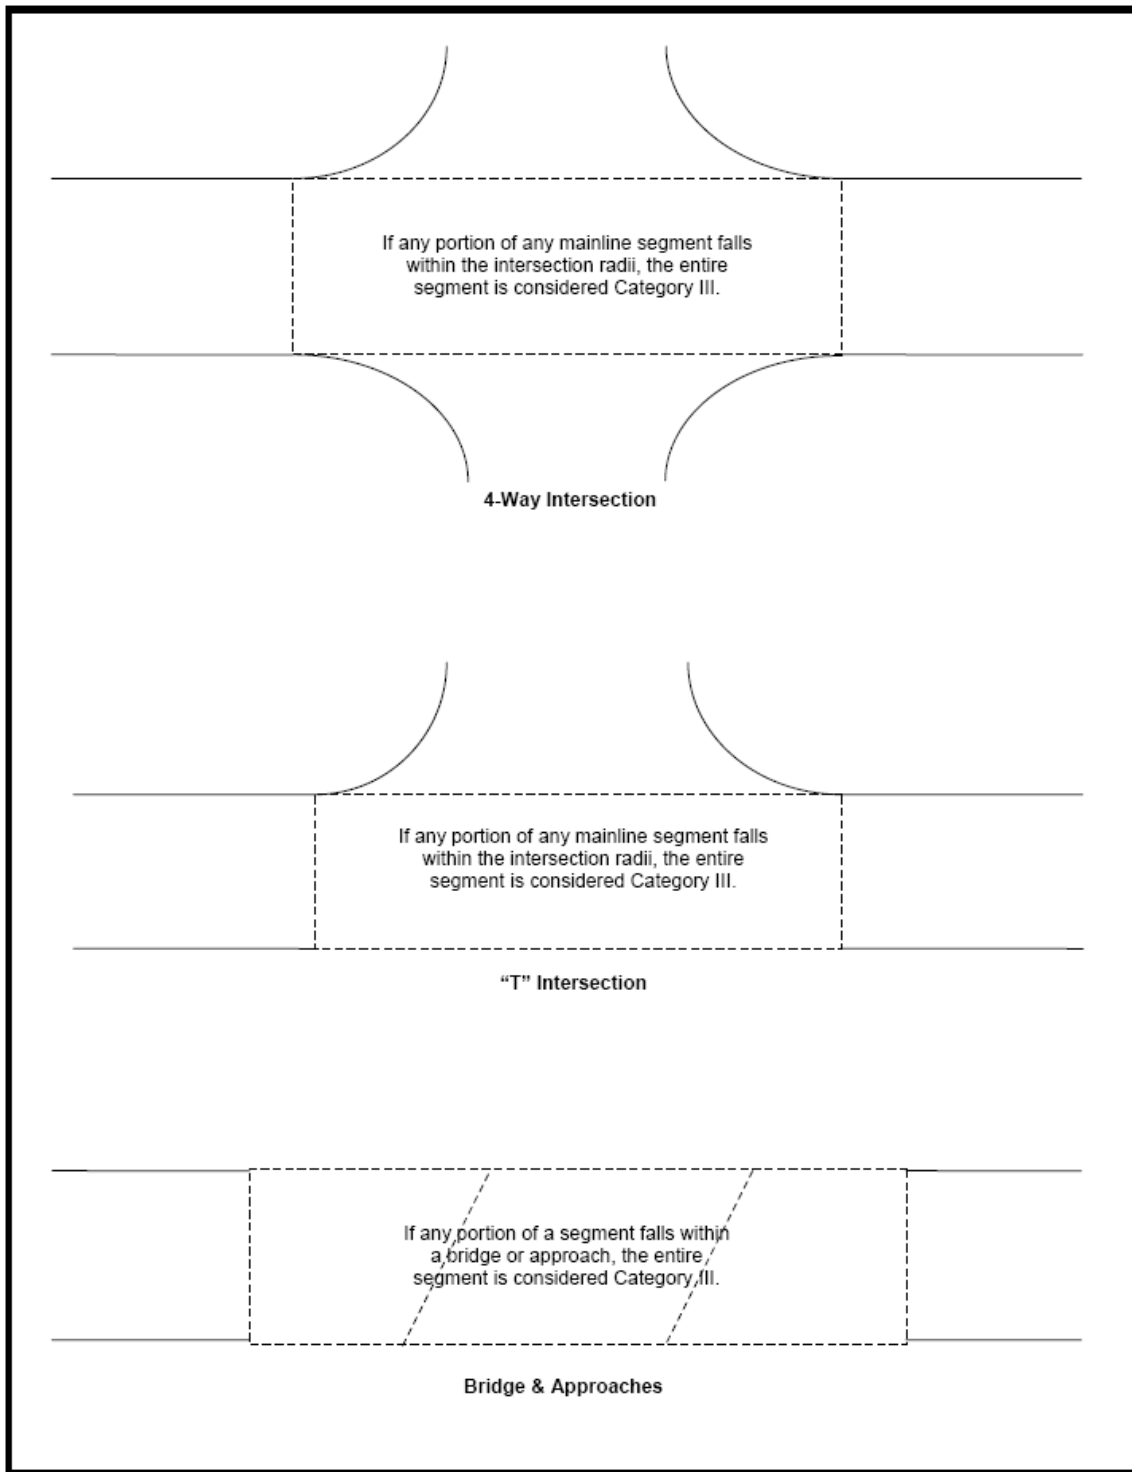 If any portion of any mainline segment falls
within the intersection radii, the entire
segment is considered Category III.
4-Way Intersection
If any portion of any mainline segment falls
within the intersection radii, the entire
segment is considered Category III.
“T” Intersection
If any portion of a segment falls within
a bridge or approach, the entire
segment is considered Category III.
Bridge & Approaches